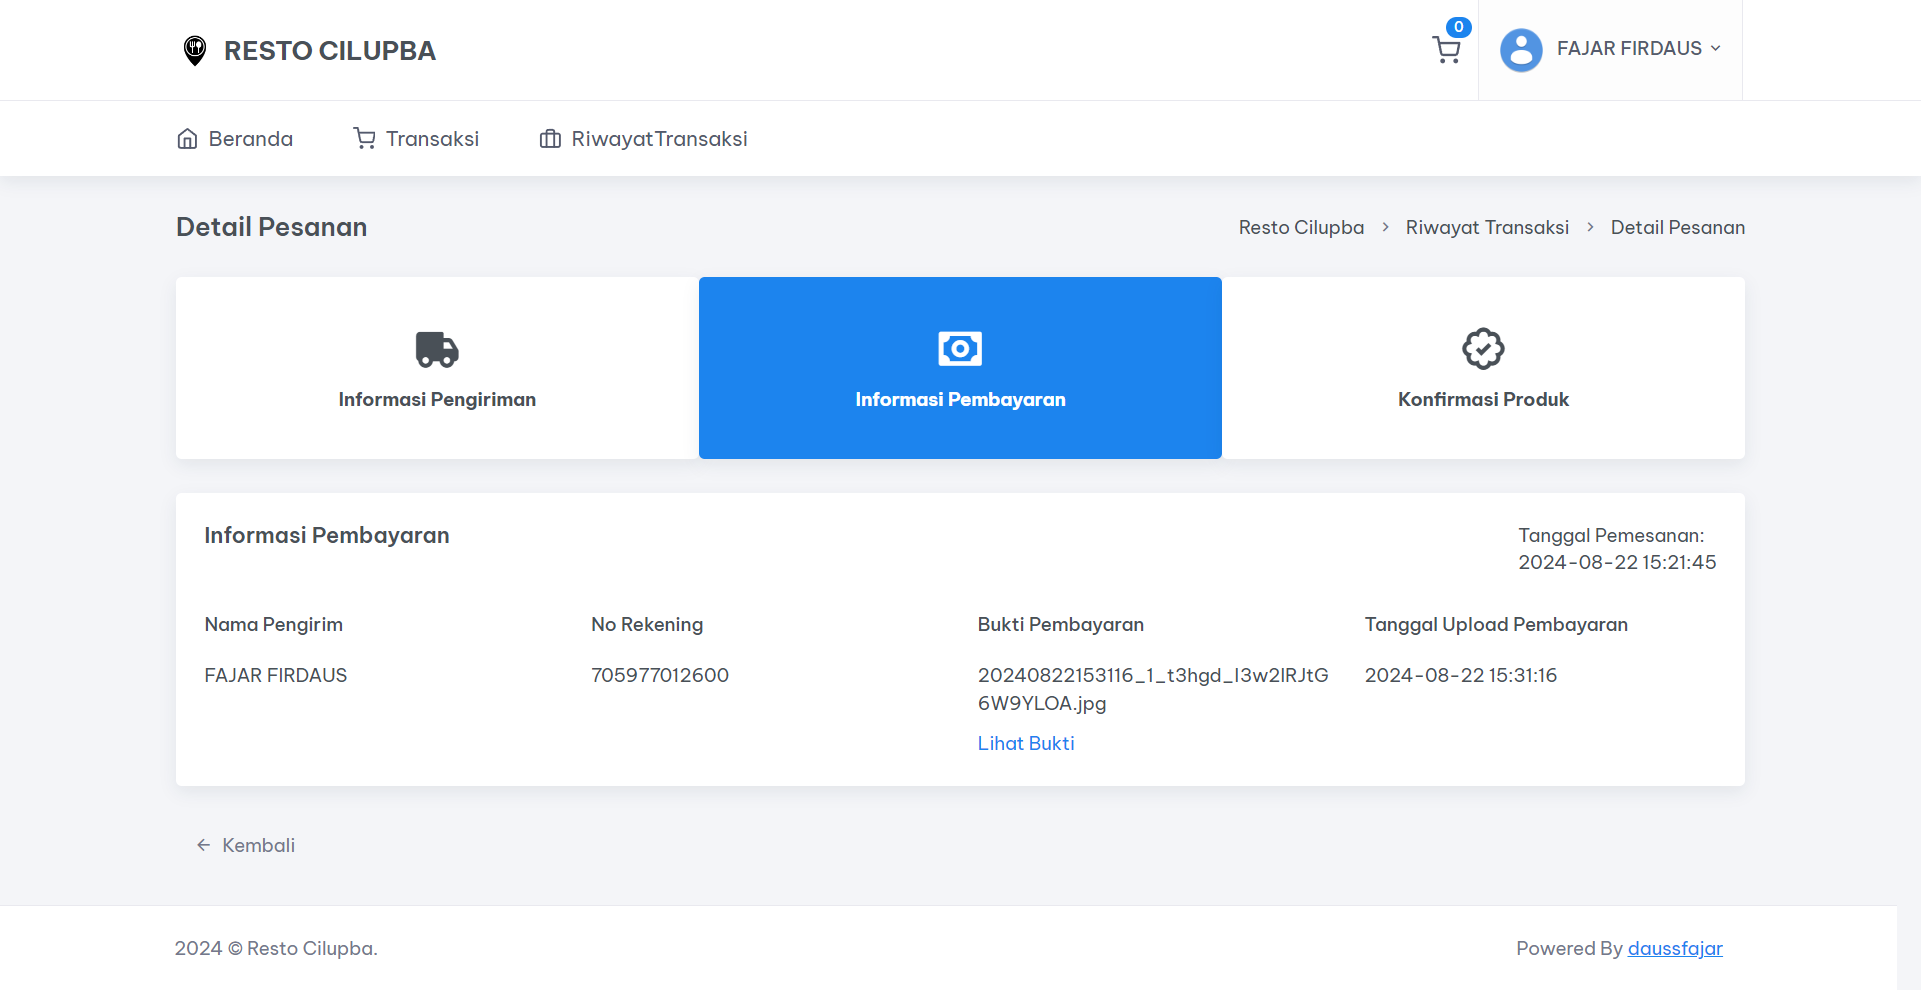 RESTO CILUPBA
0
FAJAR FIRDAUS
Beranda
Transaksi
RiwayatTransaksi
Detail Pesanan
Resto Cilupba > Riwayat Transaksi > Detail Pesanan
Informasi Pengiriman
Informasi Pembayaran
Konfirmasi Produk
Informasi Pembayaran
Tanggal Pemesanan:
2024-08-22 15:21:45
Nama Pengirim
No Rekening
Bukti Pembayaran
Tanggal Upload Pembayaran
FAJAR FIRDAUS
705977012600
20240822153116_1_t3hgd_I3w2lRJtG
6W9YLOA.jpg
2024-08-22 15:31:16
Lihat Bukti
Kembali
2024 © Resto Cilupba.
Powered By daussfajar